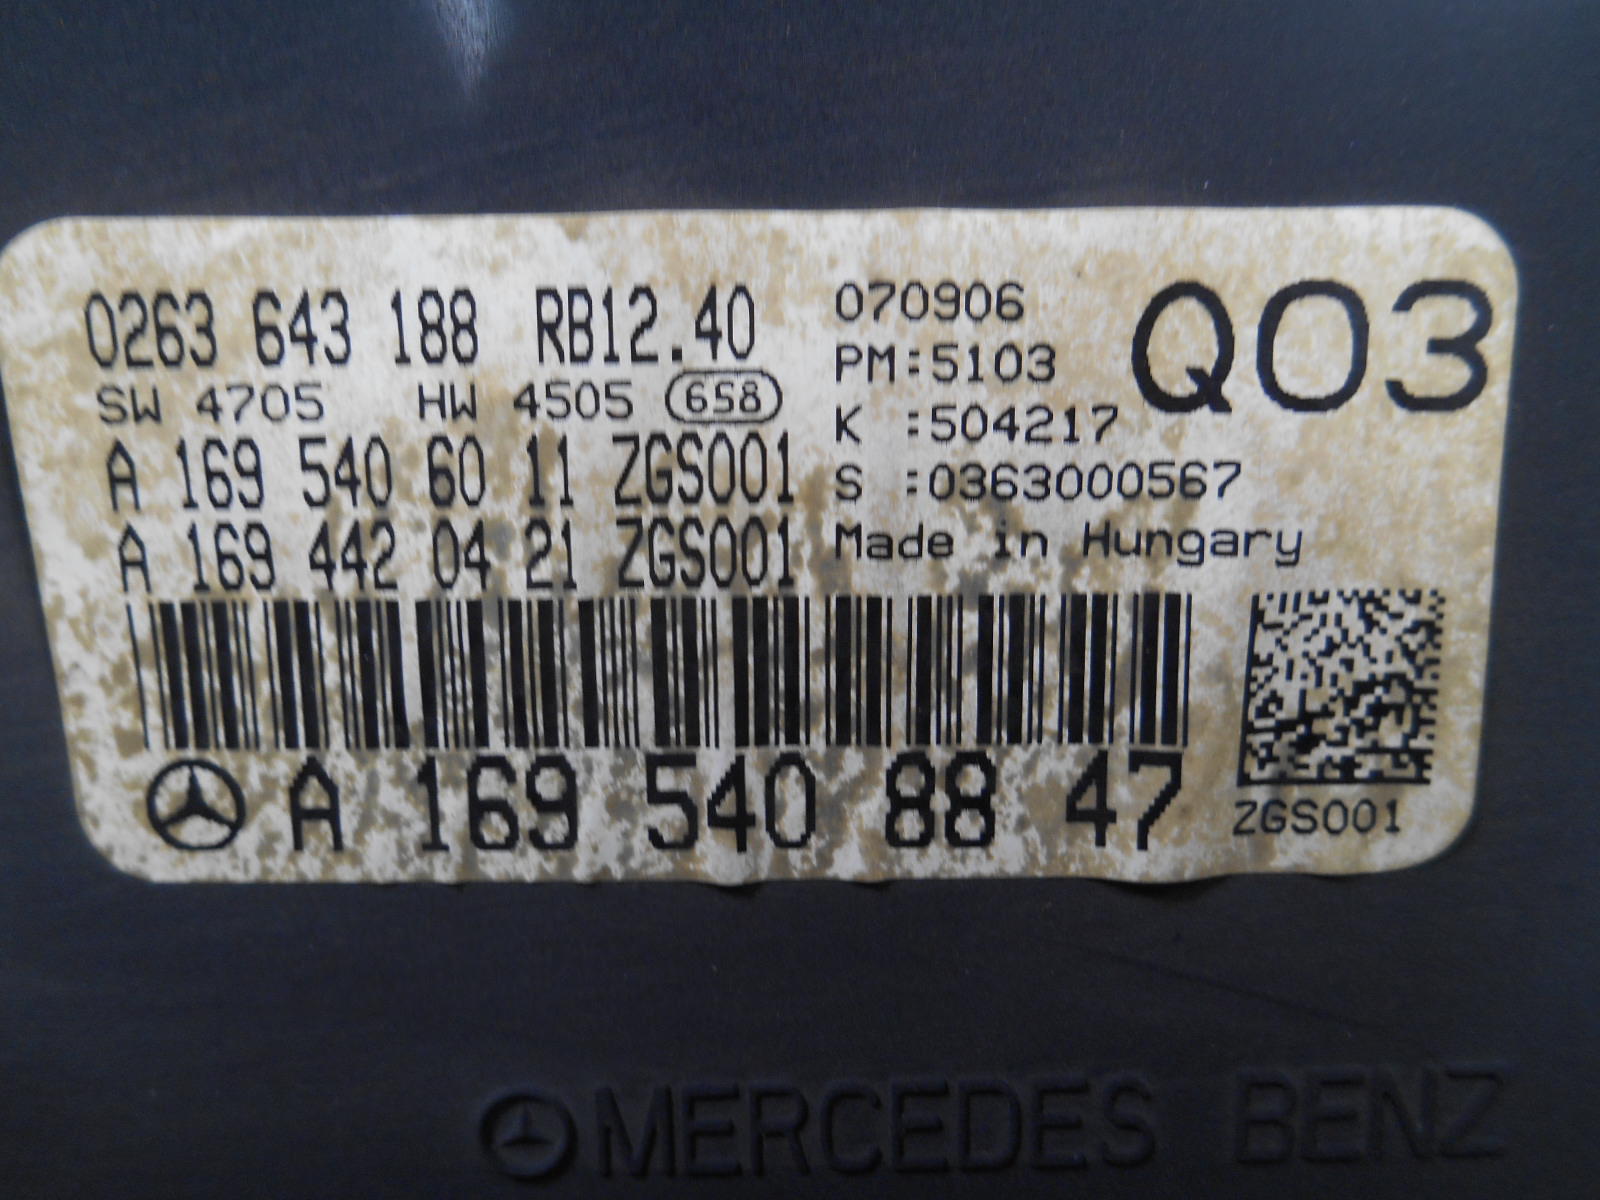 0263 643 188 RB12.40
SW 4705 HW 4505 658
A 169 540 60 11 ZGS001
A 169 442 04 21 ZGS001
070906
PM:5103
K :504217
S :0363000567
Made in Hungary
Q03
A 169 540 88 47
ZGS001
MERCEDES BENZ